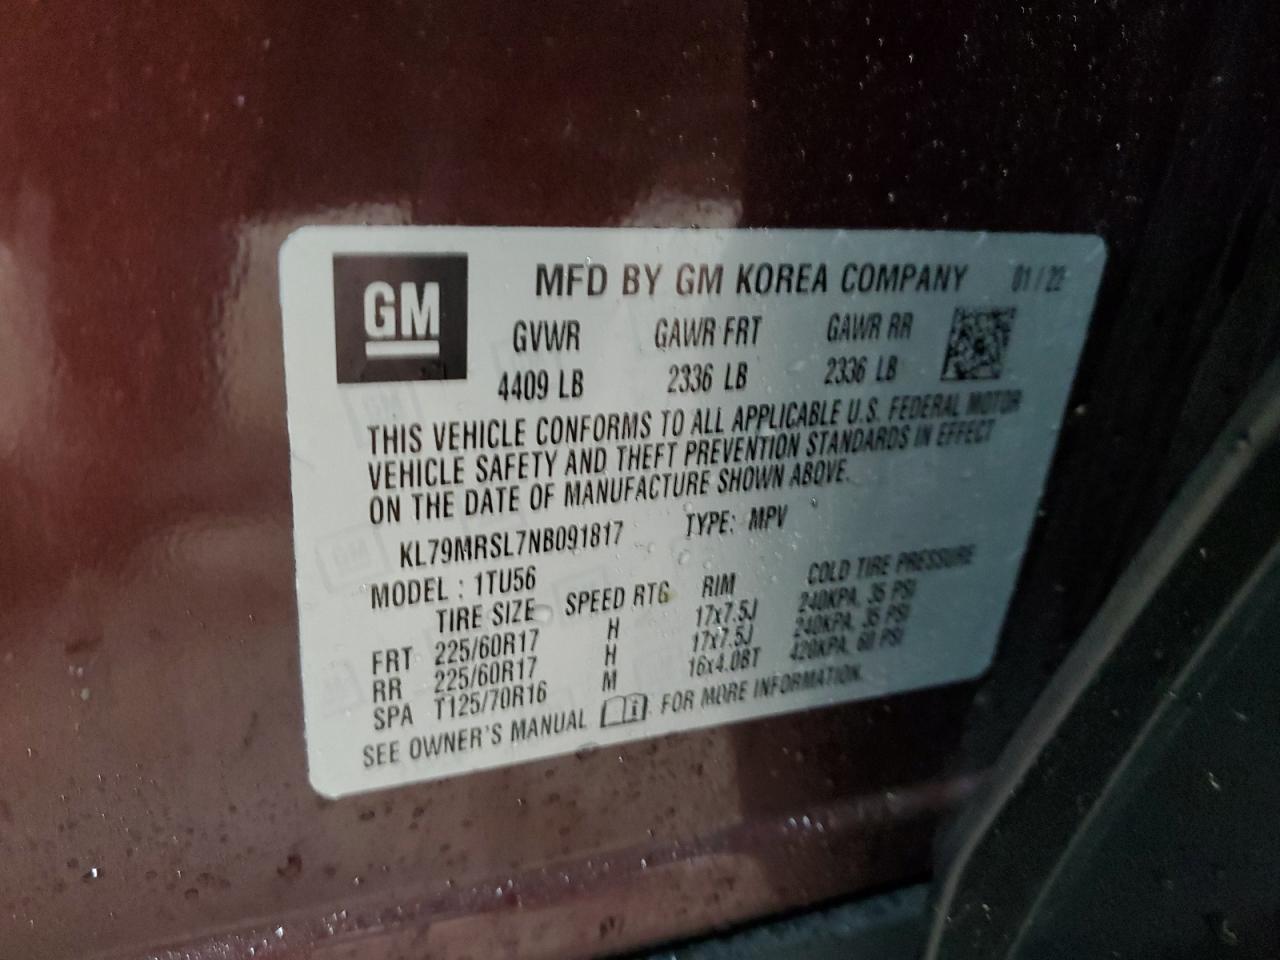 GM
MFD BY GM KOREA COMPANY 01/22
GVWR GAWR FRT GAWR RR
4409 LB 2336 LB 2336 LB
THIS VEHICLE CONFORMS TO ALL APPLICABLE U.S. FEDERAL MOTOR
VEHICLE SAFETY AND THEFT PREVENTION STANDARDS IN EFFECT
ON THE DATE OF MANUFACTURE SHOWN ABOVE.
KL79MRSL7NB091817 TYPE: MPV
MODEL : 1TU56
TIRE SIZE SPEED RTG RIM COLD TIRE PRESSURE
FRT 225/60R17 H 17x7.5J 240KPA, 35 PSI
RR 225/60R17 H 17x7.5J 240KPA, 35 PSI
SPA T125/70R16 M 16x4.0BT 420KPA, 60 PSI
SEE OWNER'S MANUAL FOR MORE INFORMATION.